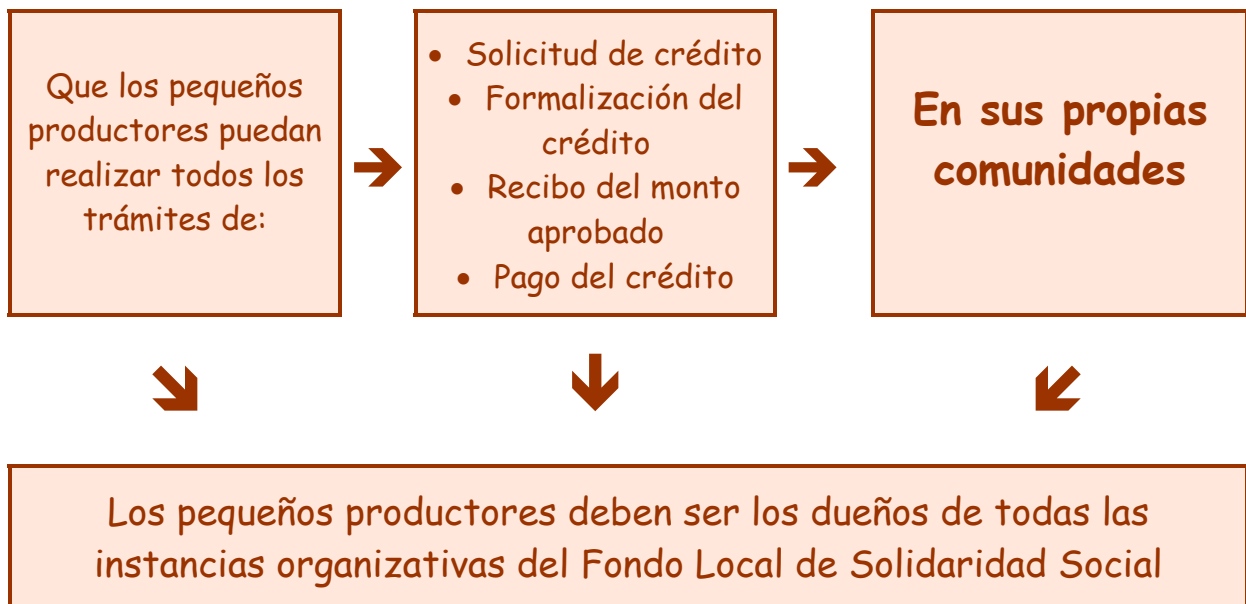 Que los pequeños
productores puedan
realizar todos los
trámites de:
• Solicitud de crédito
• Formalización del
crédito
• Recibo del monto
aprobado
• Pago del crédito
En sus propias
comunidades
Los pequeños productores deben ser los dueños de todas las
instancias organizativas del Fondo Local de Solidaridad Social